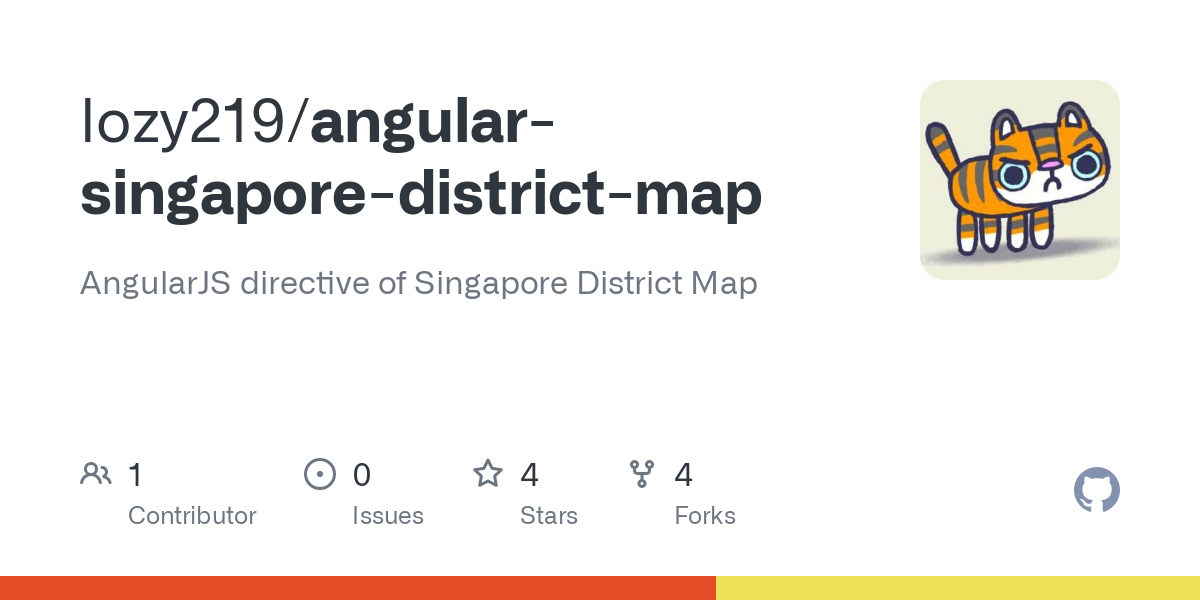 lozy219/angular-
singapore-district-map
AngularJS directive of Singapore District Map
1 0 4 4
Contributor Issues Stars Forks